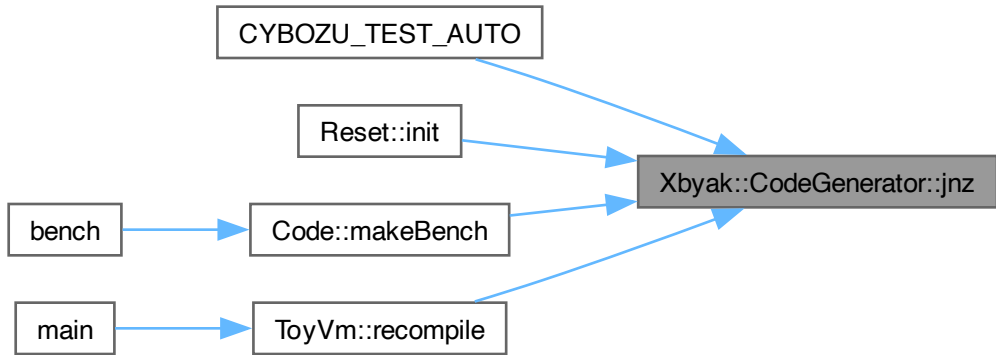 CYBOZU_TEST_AUTO
Reset::init
Xbyak::CodeGenerator::jnz
bench
Code::makeBench
main
ToyVm::recompile